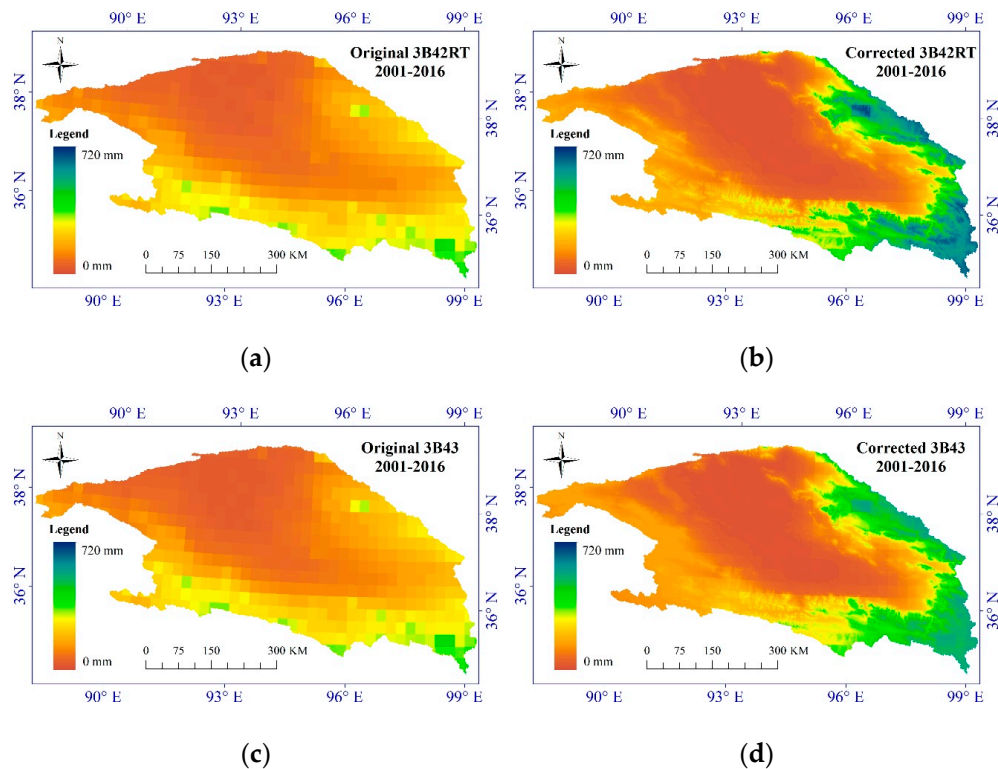 90° E 93° E 96° E 99° E
N
Original 3B42RT
2001-2016
38° N
38° N
Legend
720 mm
36° N
36° N
0 mm
0 75 150 300 KM
90° E 93° E 96° E 99° E
(a)
90° E 93° E 96° E 99° E
N
Corrected 3B42RT
2001-2016
38° N
38° N
Legend
720 mm
36° N
36° N
0 mm
0 75 150 300 KM
90° E 93° E 96° E 99° E
(b)
90° E 93° E 96° E 99° E
N
Original 3B43
2001-2016
38° N
38° N
Legend
720 mm
36° N
36° N
0 mm
0 75 150 300 KM
90° E 93° E 96° E 99° E
(c)
90° E 93° E 96° E 99° E
N
Corrected 3B43
2001-2016
38° N
38° N
Legend
720 mm
36° N
36° N
0 mm
0 75 150 300 KM
90° E 93° E 96° E 99° E
(d)